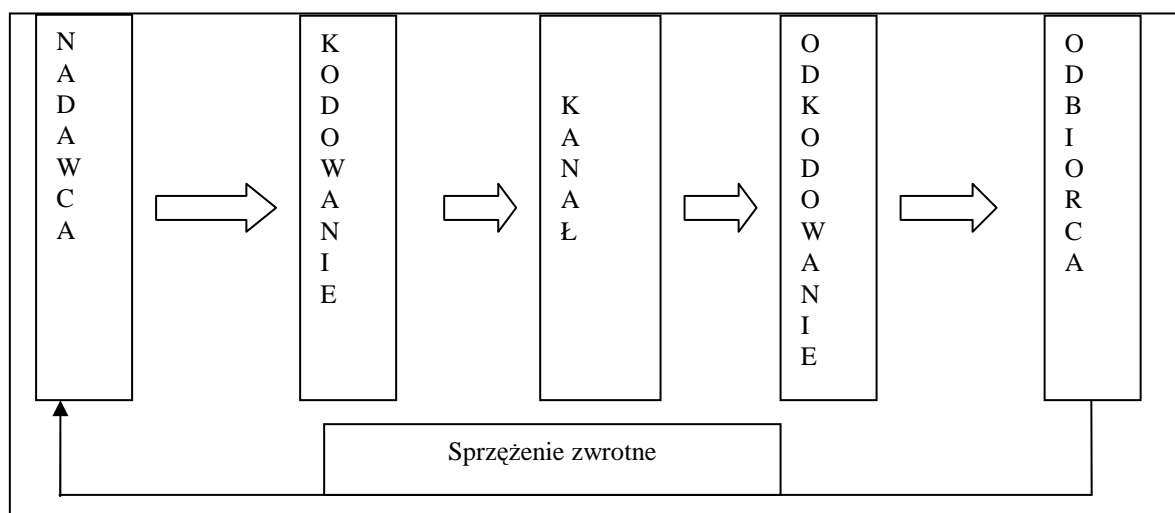 NADAWCA
KODOWANIE
KANAŁ
ODKODOWANIE
ODBIORCA
Sprzężenie zwrotne